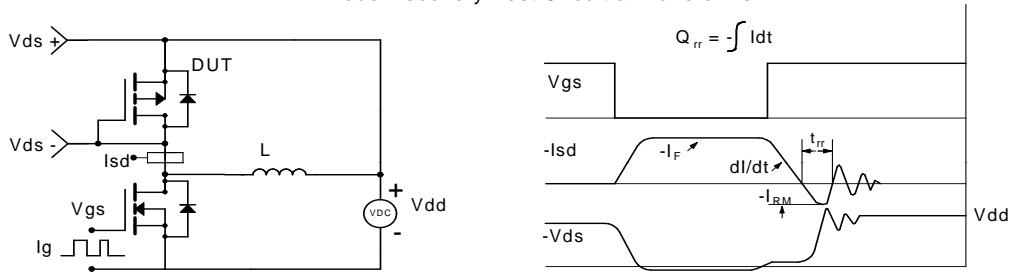 Q rr = - ∫ Idt
Vds +
DUT
Vgs
Vds -
Isd
L
-Isd
-I F
dI/dt
t rr
-I RM
Vdd
Vgs
VDC
+
-
Vdd
-Vds
Ig